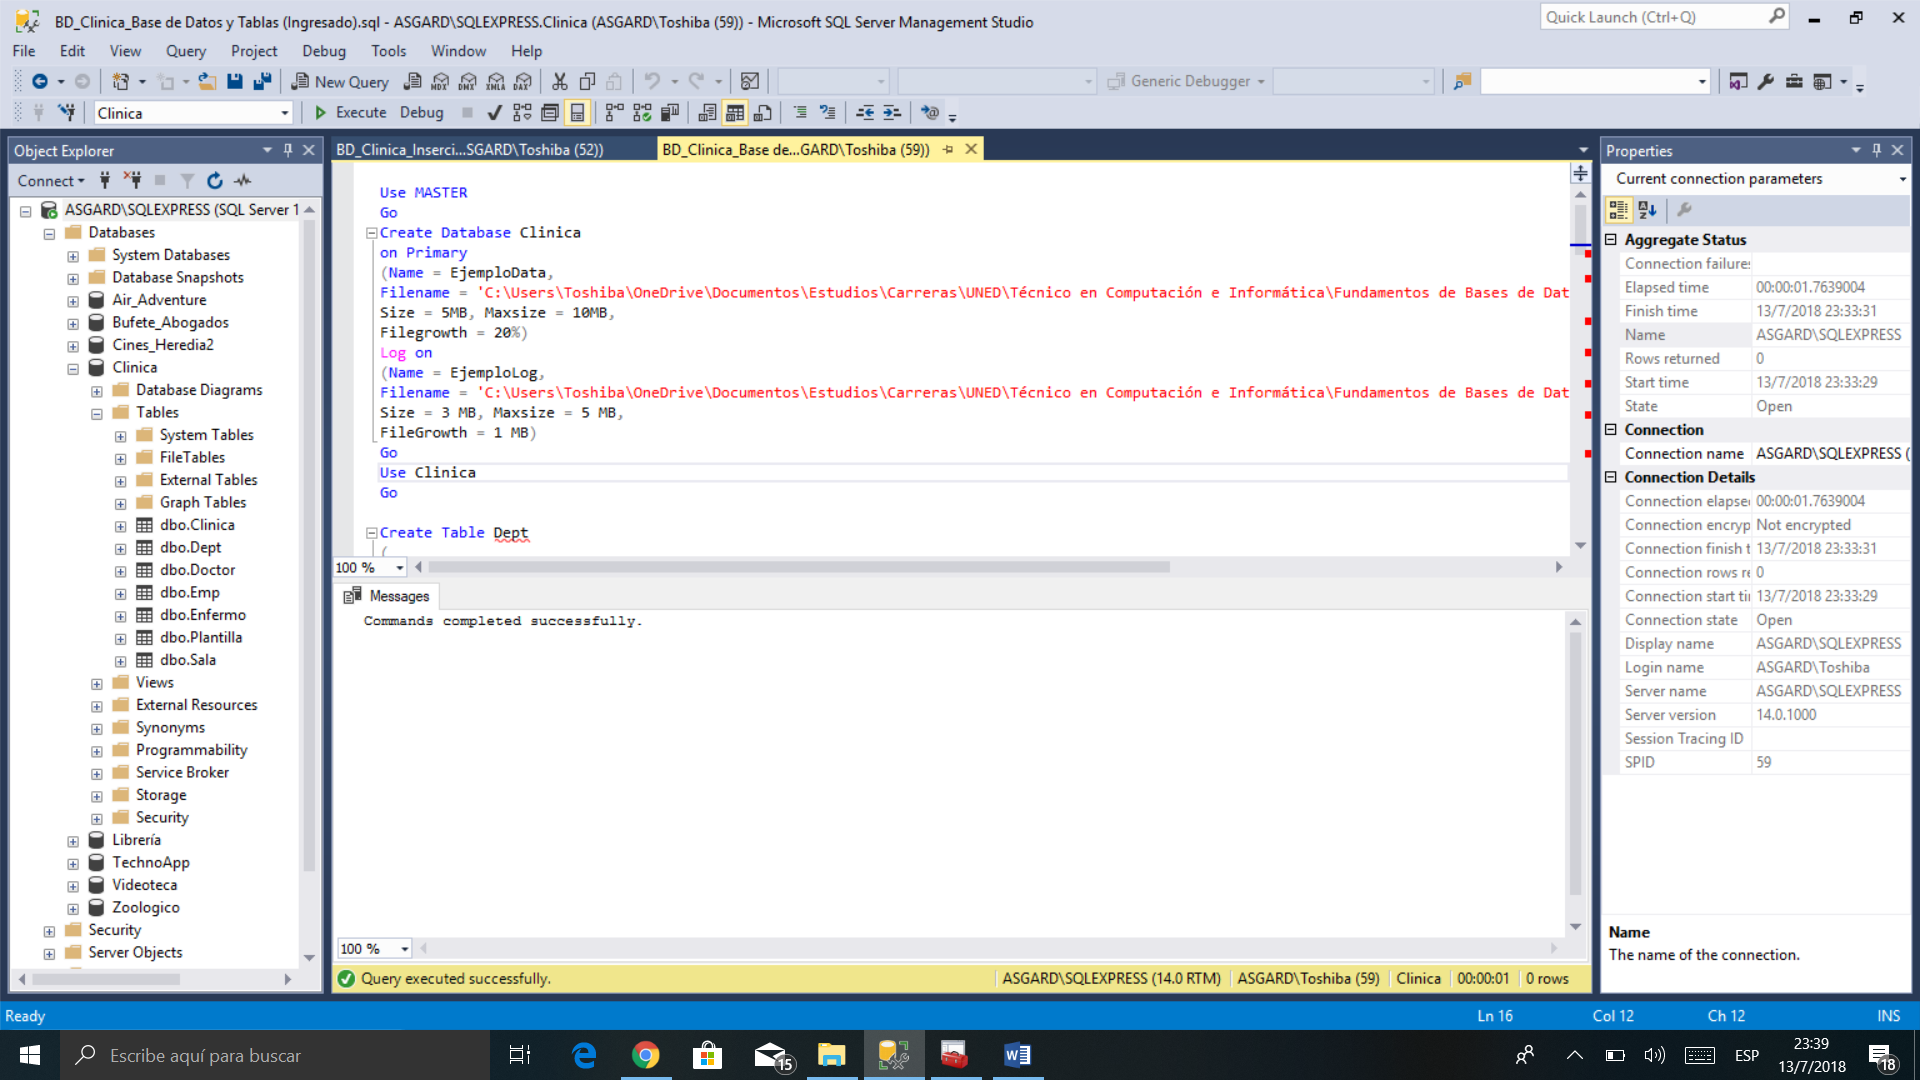 BD_Clinica_Base de Datos y Tablas (Ingresado).sql - ASGARD\SQLEXPRESS.Clinica (ASGARD\Toshiba (59)) - Microsoft SQL Server Management Studio
Quick Launch (Ctrl+Q)
File Edit View Query Project Debug Tools Window Help
New Query MDX DMX XMLA DAX Generic Debugger
Clinica Execute Debug
Object Explorer
Connect
ASGARD\SQLEXPRESS (SQL Server 1
Databases
System Databases
Database Snapshots
Air_Adventure
Bufete_Abogados
Cines_Heredia2
Clinica
Database Diagrams
Tables
System Tables
FileTables
External Tables
Graph Tables
dbo.Clinica
dbo.Dept
dbo.Doctor
dbo.Emp
dbo.Enfermo
dbo.Plantilla
dbo.Sala
Views
External Resources
Synonyms
Programmability
Service Broker
Storage
Security
Librería
TechnoApp
Videoteca
Zoologico
Security
Server Objects
BD_Clinica_Inserci...SGARD\Toshiba (52))
BD_Clinica_Base de...GARD\Toshiba (59))
Use MASTER
Go
Create Database Clinica
on Primary
(Name = EjemploData,
Filename = 'C:\Users\Toshiba\OneDrive\Documentos\Estudios\Carreras\UNED\Técnico en Computación e Informática\Fundamentos de Bases de Dat
Size = 5MB, Maxsize = 10MB,
Filegrowth = 20%)
Log on
(Name = EjemploLog,
Filename = 'C:\Users\Toshiba\OneDrive\Documentos\Estudios\Carreras\UNED\Técnico en Computación e Informática\Fundamentos de Bases de Dat
Size = 3 MB, Maxsize = 5 MB,
FileGrowth = 1 MB)
Go
Use Clinica
Go
Create Table Dept
(
100 %
Messages
Commands completed successfully.
100 %
Query executed successfully.
ASGARD\SQLEXPRESS (14.0 RTM) ASGARD\Toshiba (59) Clinica 00:00:01 0 rows
Properties
Current connection parameters
Aggregate Status
Connection failures
Elapsed time 00:00:01.7639004
Finish time 13/7/2018 23:33:31
Name ASGARD\SQLEXPRESS
Rows returned 0
Start time 13/7/2018 23:33:29
State Open
Connection
Connection name ASGARD\SQLEXPRESS (
Connection Details
Connection elapse 00:00:01.7639004
Connection encryp Not encrypted
Connection finish t 13/7/2018 23:33:31
Connection rows re 0
Connection start ti 13/7/2018 23:33:29
Connection state Open
Display name ASGARD\SQLEXPRESS
Login name ASGARD\Toshiba
Server name ASGARD\SQLEXPRESS
Server version 14.0.1000
Session Tracing ID
SPID 59
Name
The name of the connection.
Ready Ln 16 Col 12 Ch 12 INS
Escribe aquí para buscar
15
ESP
23:39
13/7/2018
18